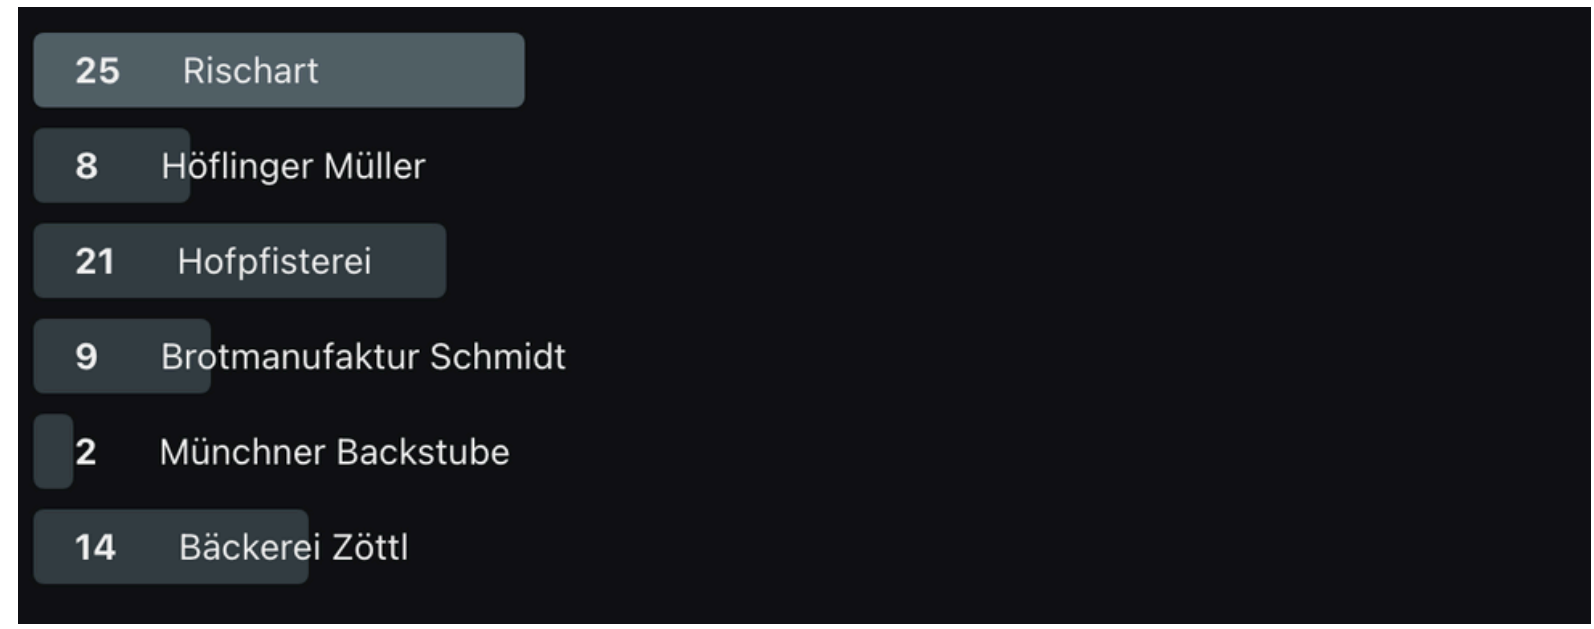 25 Rischart
8 Höflinger Müller
21 Hofpfisterei
9 Brotmanufaktur Schmidt
2 Münchner Backstube
14 Bäckerei Zöttl